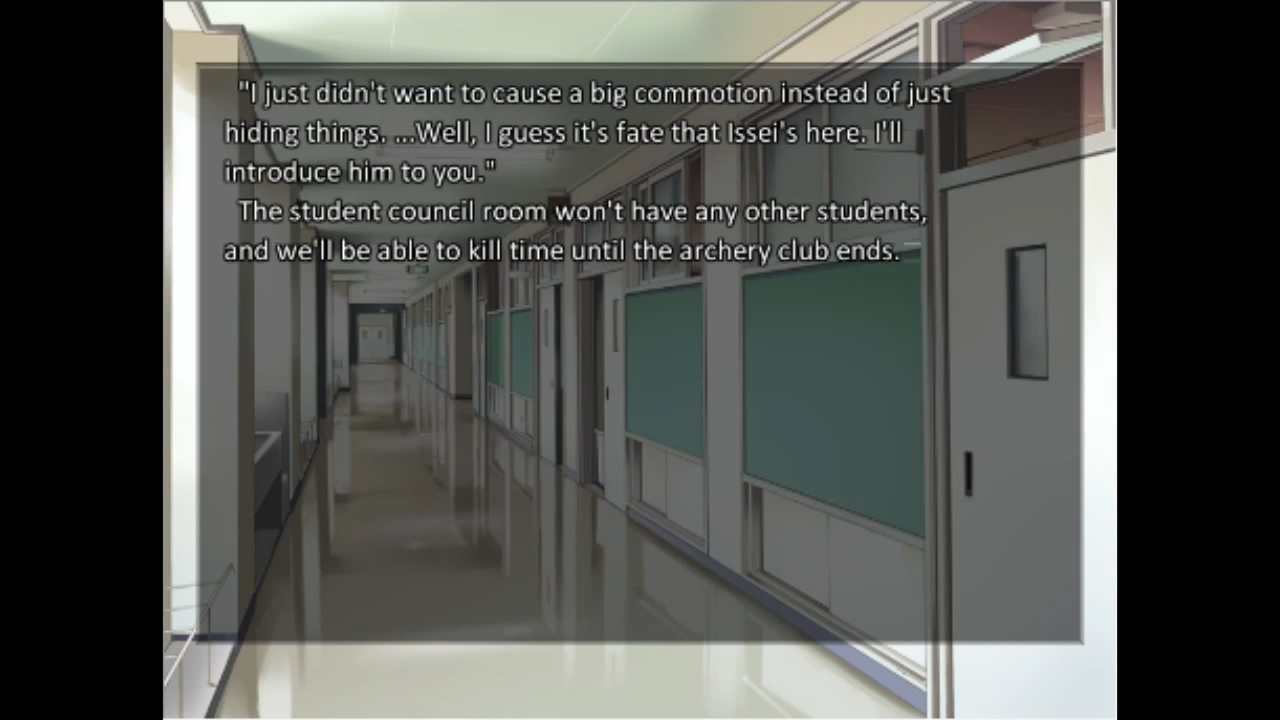 "I just didn't want to cause a big commotion instead of just
hiding things. ...Well, I guess it's fate that Issei's here. I'll
introduce him to you."
The student council room won't have any other students,
and we'll be able to kill time until the archery club ends.